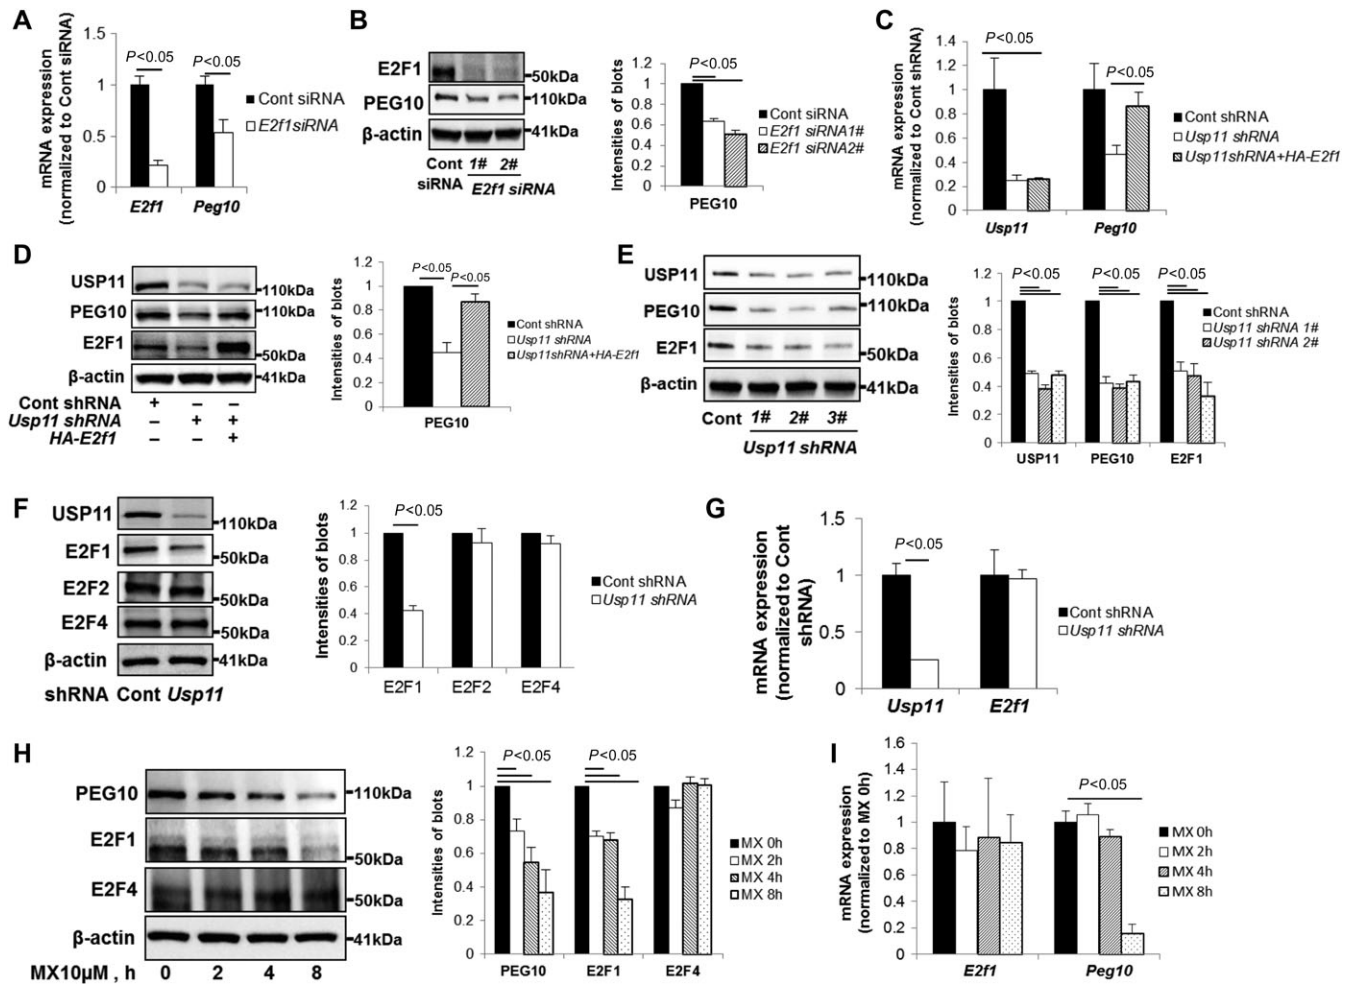 A
mRNA expression
(normalized to Cont siRNA)
1.5
1
0.5
0
P<0.05
P<0.05
E2f1
Peg10
Cont siRNA
E2f1siRNA
B
E2F1
50kDa
PEG10
110kDa
β-actin
41kDa
Cont 1# 2#
siRNA E2f1 siRNA
Intensities of blots
1.2
1
0.8
0.6
0.4
0.2
0
P<0.05
PEG10
Cont siRNA
E2f1 siRNA1#
E2f1 siRNA2#
C
mRNA expression
(normalized to Cont shRNA)
1.4
1.2
1
0.8
0.6
0.4
0.2
0
P<0.05
P<0.05
Usp11
Peg10
Cont shRNA
Usp11 shRNA
Usp11shRNA+HA-E2f1
D
USP11
110kDa
PEG10
110kDa
E2F1
50kDa
β-actin
41kDa
Cont shRNA + – –
Usp11 shRNA – + +
HA-E2f1 – – +
Intensities of blots
1.2
1
0.8
0.6
0.4
0.2
0
P<0.05
P<0.05
PEG10
Cont shRNA
Usp11 shRNA
Usp11shRNA+HA-E2f1
E
USP11
110kDa
PEG10
E2F1
50kDa
β-actin
41kDa
Cont 1# 2# 3#
Usp11 shRNA
Intensities of blots
1.2
1
0.8
0.6
0.4
0.2
0
P<0.05
P<0.05
P<0.05
USP11
PEG10
E2F1
Cont shRNA
Usp11 shRNA 1#
Usp11 shRNA 2#
F
USP11
110kDa
E2F1
50kDa
E2F2
50kDa
E2F4
50kDa
β-actin
41kDa
shRNA Cont Usp11
Intensities of blots
1.2
1
0.8
0.6
0.4
0.2
0
P<0.05
E2F1
E2F2
E2F4
Cont shRNA
Usp11 shRNA
G
mRNA expression
(normalized to Cont
shRNA)
1.5
1
0.5
0
P<0.05
Usp11
E2f1
Cont shRNA
Usp11 shRNA
H
PEG10
110kDa
E2F1
50kDa
E2F4
50kDa
β-actin
41kDa
MX10μM , h 0 2 4 8
Intensities of blots
1.2
1
0.8
0.6
0.4
0.2
0
P<0.05
P<0.05
PEG10
E2F1
E2F4
MX 0h
MX 2h
MX 4h
MX 8h
I
mRNA expression
(normalized to MX 0h)
1.6
1.4
1.2
1
0.8
0.6
0.4
0.2
0
P<0.05
E2f1
Peg10
MX 0h
MX 2h
MX 4h
MX 8h